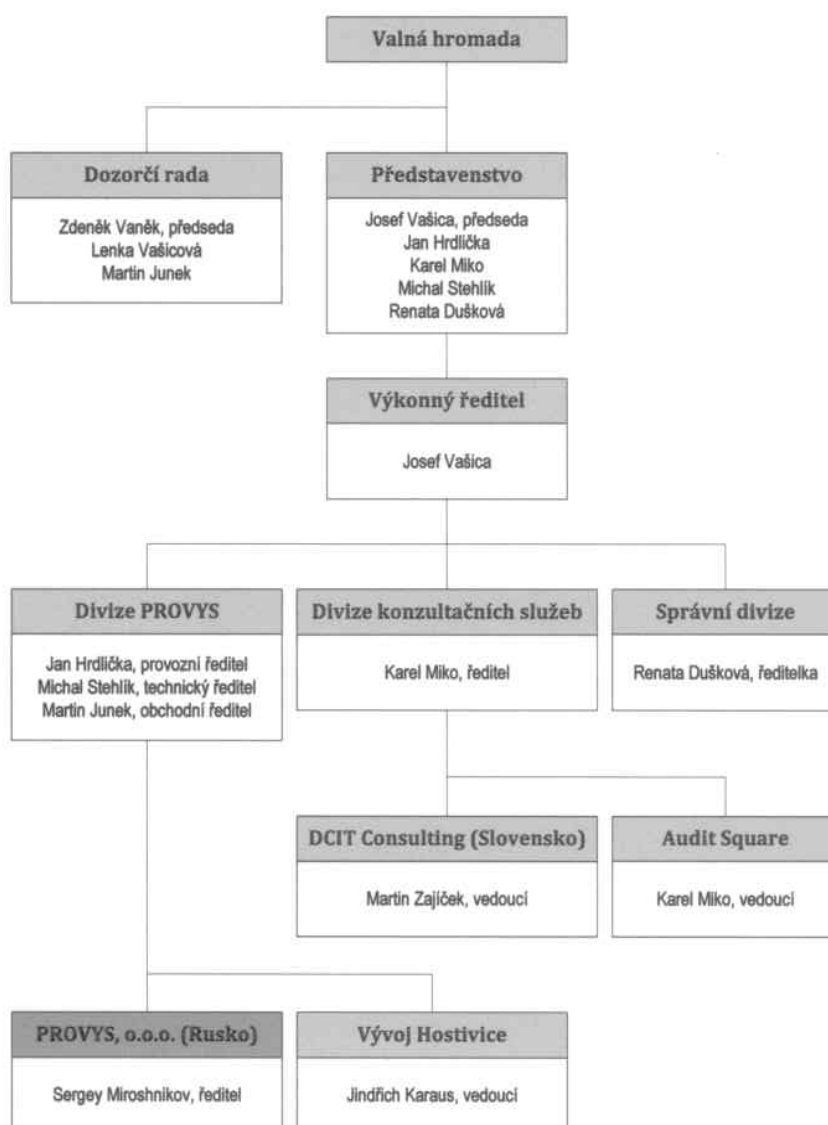 Valná hromada
Dozorčí rada
Zdeněk Vaněk, předseda
Lenka Vašicová
Martin Junek
Představenstvo
Josef Vašica, předseda
Jan Hrdlička
Karel Miko
Michal Stehlík
Renata Dušková
Výkonný ředitel
Josef Vašica
Divize PROVYS
Jan Hrdlička, provozní ředitel
Michal Stehlík, technický ředitel
Martin Junek, obchodní ředitel
Divize konzultačních služeb
Karel Miko, ředitel
Správní divize
Renata Dušková, ředitelka
DCIT Consulting (Slovensko)
Martin Zajíček, vedoucí
Audit Square
Karel Miko, vedoucí
PROVYS, o.o.o. (Rusko)
Sergey Miroshnikov, ředitel
Vývoj Hostivice
Jindřich Karaus, vedoucí